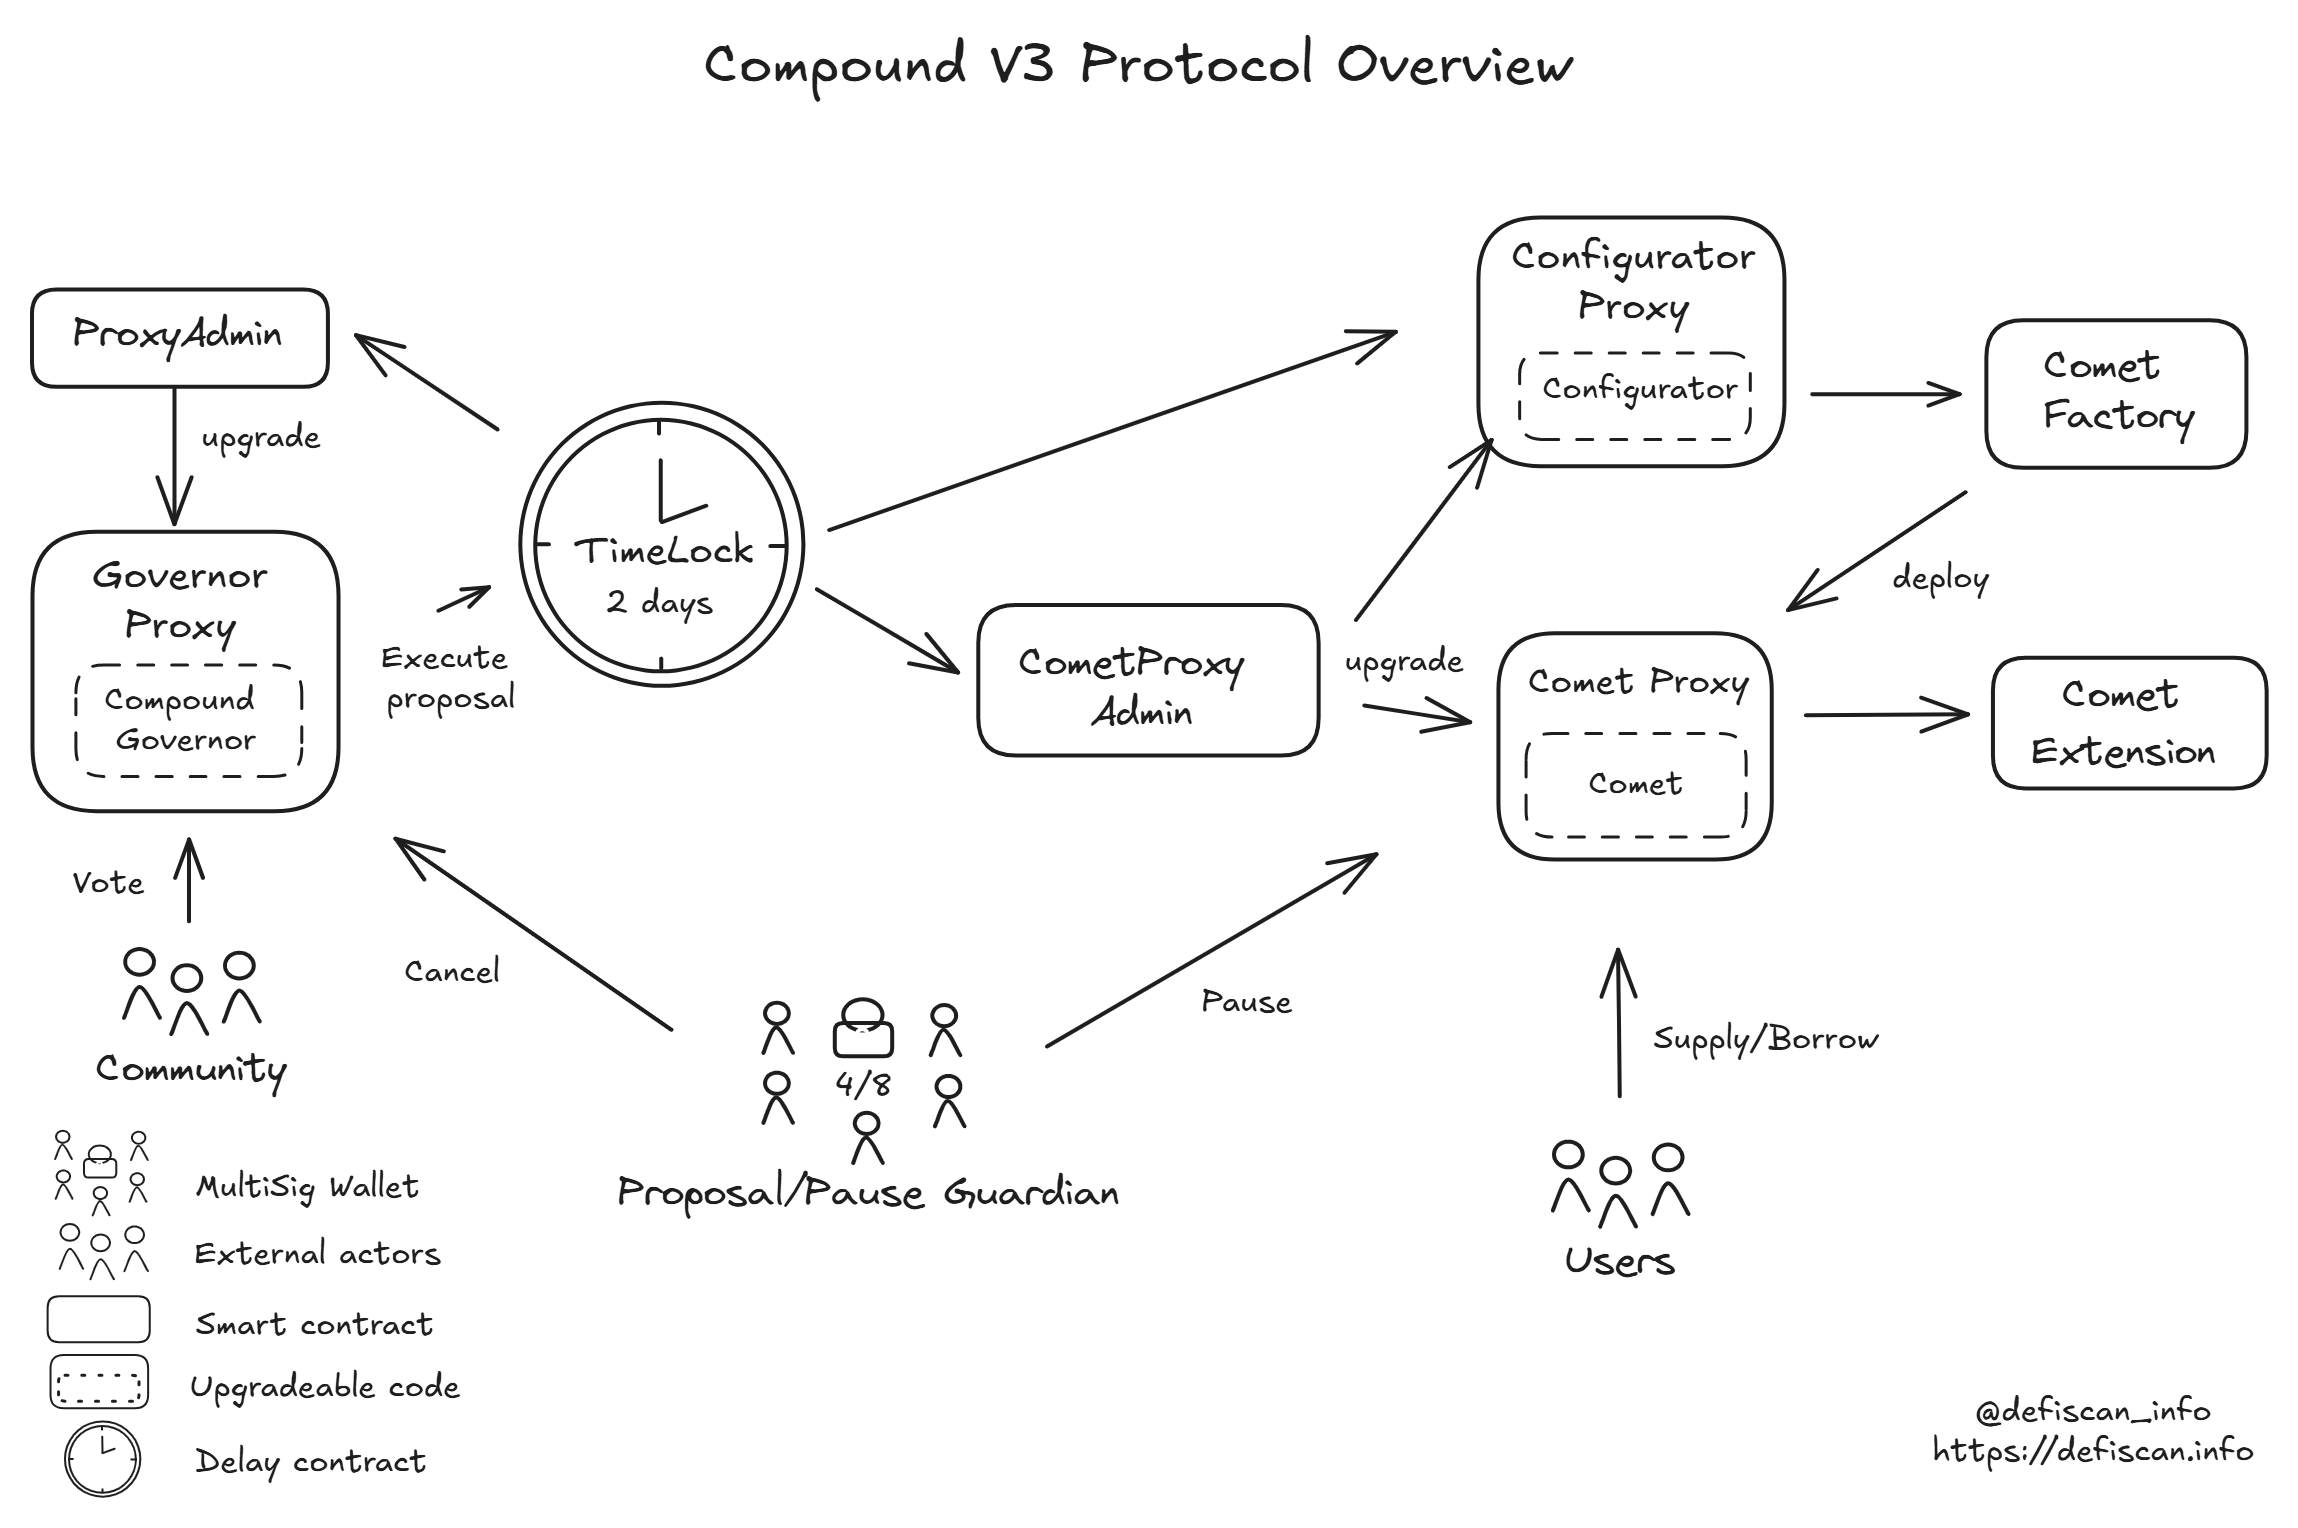 Compound V3 Protocol Overview
ProxyAdmin
upgrade
Governor
Proxy
Compound
Governor
Execute
proposal
TimeLock
2 days
CometProxy
Admin
upgrade
Configurator
Proxy
Configurator
Comet
Factory
deploy
Comet Proxy
Comet
Comet
Extension
Vote
Community
Cancel
4/8
Proposal/Pause Guardian
Pause
Supply/Borrow
Users
MultiSig Wallet
External actors
Smart contract
Upgradeable code
Delay contract
@defiscan_info
https://defiscan.info